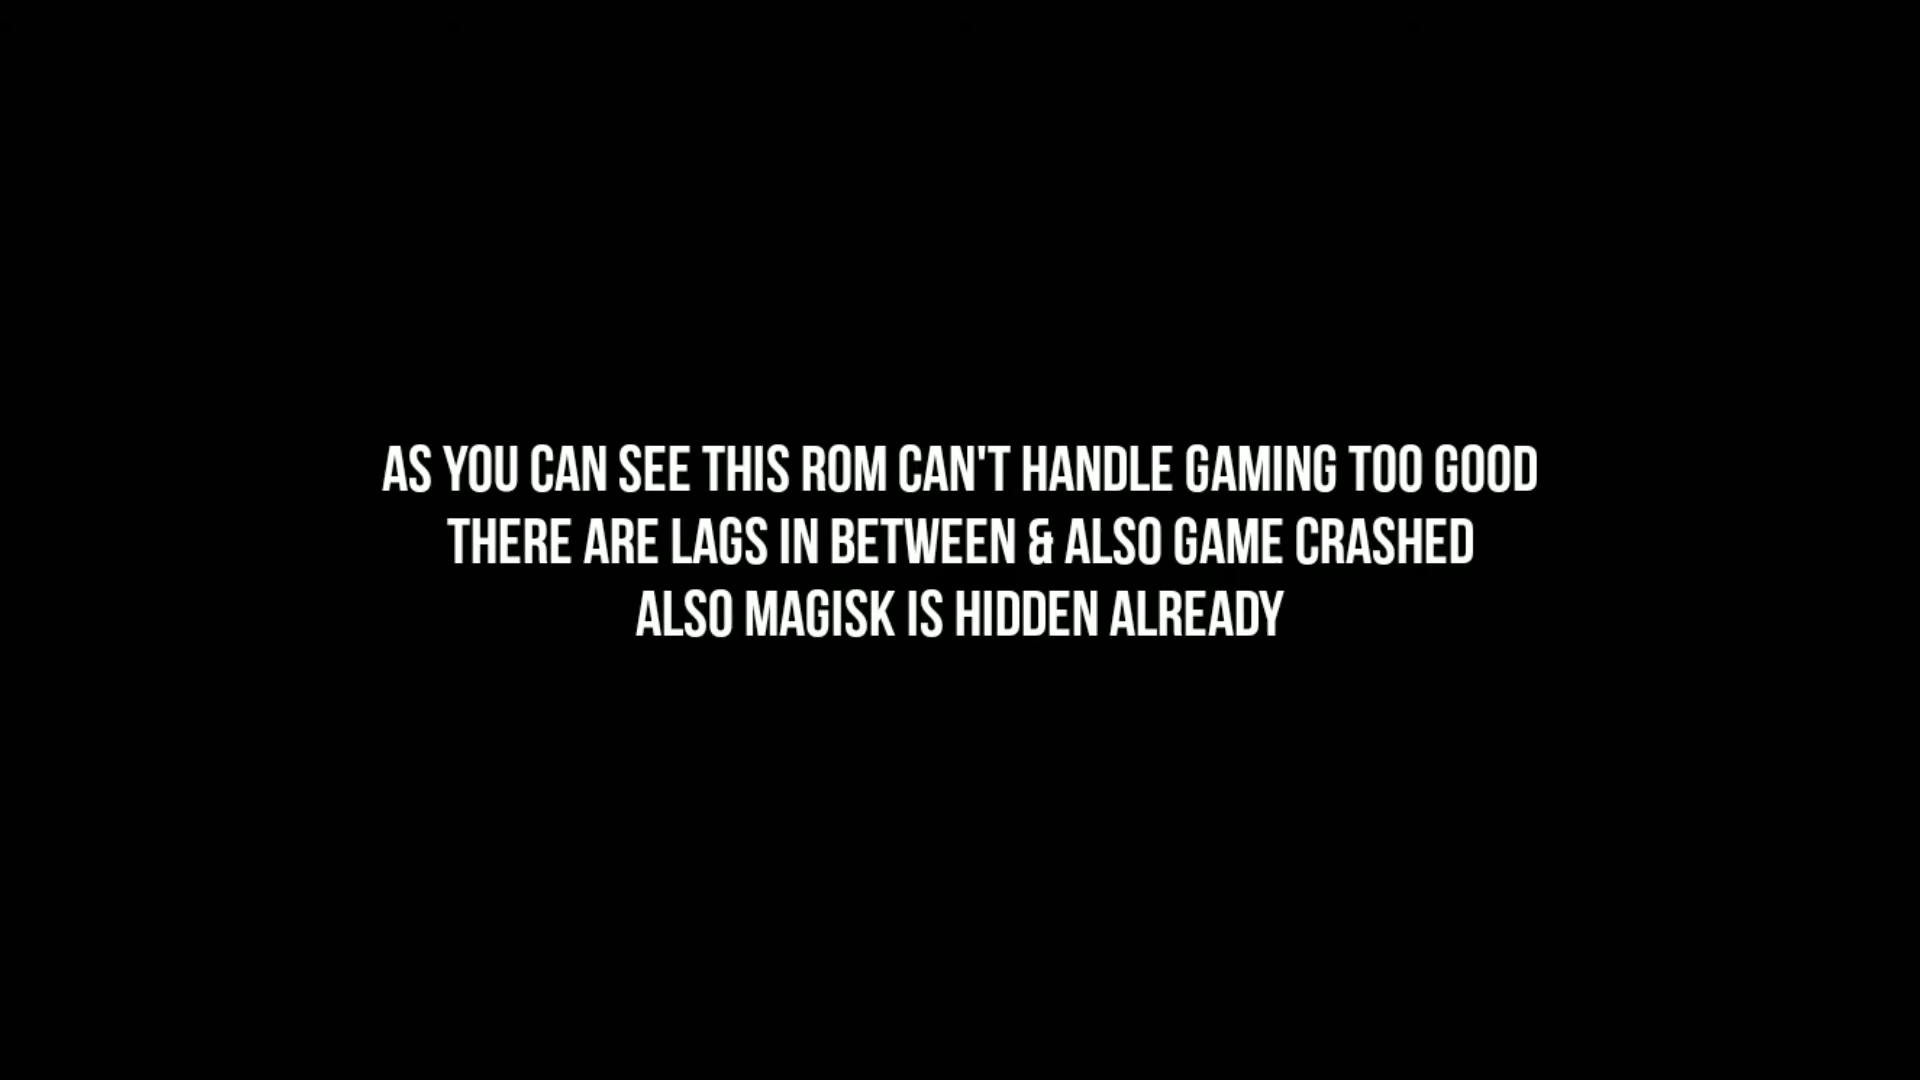 AS YOU CAN SEE THIS ROM CAN'T HANDLE GAMING TOO GOOD
THERE ARE LAGS IN BETWEEN & ALSO GAME CRASHED
ALSO MAGISK IS HIDDEN ALREADY